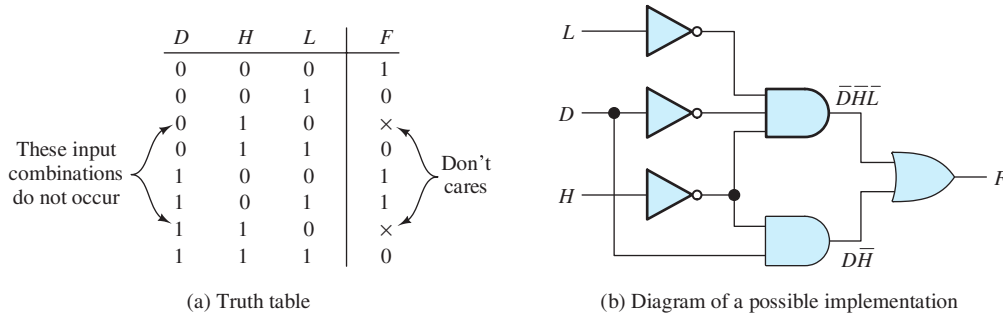 D H L F
0 0 0 1
0 0 1 0
0 1 0 ×
0 1 1 0
1 0 0 1
1 0 1 1
1 1 0 ×
1 1 1 0
These input
combinations
do not occur
Don't
cares
(a) Truth table
L
D
H
D̅H̅L̅
DH̅
F
(b) Diagram of a possible implementation